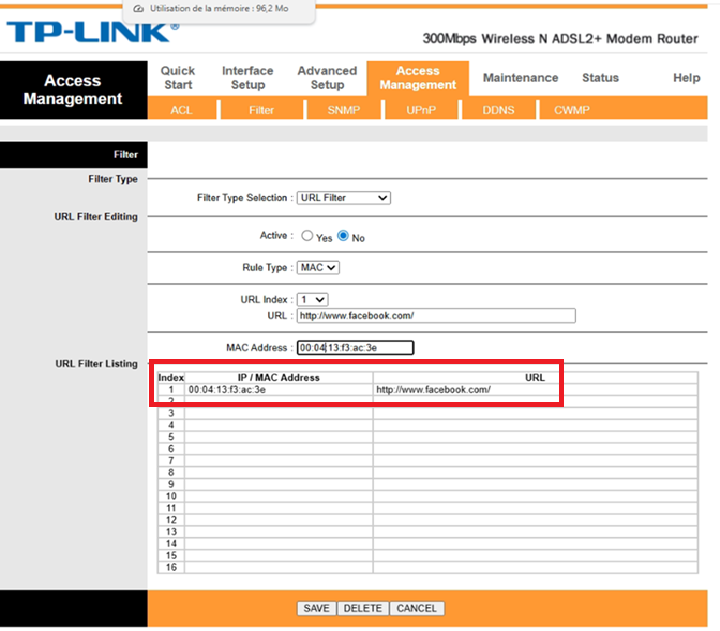 Utilisation de la mémoire : 96,2 Mo
TP-LINK®
300Mbps Wireless N ADSL2+ Modem Router
Access Management
Quick Start
Interface Setup
Advanced Setup
Access Management
Maintenance
Status
Help
ACL
Filter
SNMP
UPnP
DDNS
CWMP
Filter
Filter Type
Filter Type Selection : URL Filter
URL Filter Editing
Active : Yes No
Rule Type : MAC
URL Index : 1
URL : http://www.facebook.com/'
MAC Address : 00:04:13:f3:ac:3e
URL Filter Listing
Index IP / MAC Address URL
1 00:04:13:f3:ac:3e http://www.facebook.com/
2
3
4
5
6
7
8
9
10
11
12
13
14
15
16
SAVE DELETE CANCEL